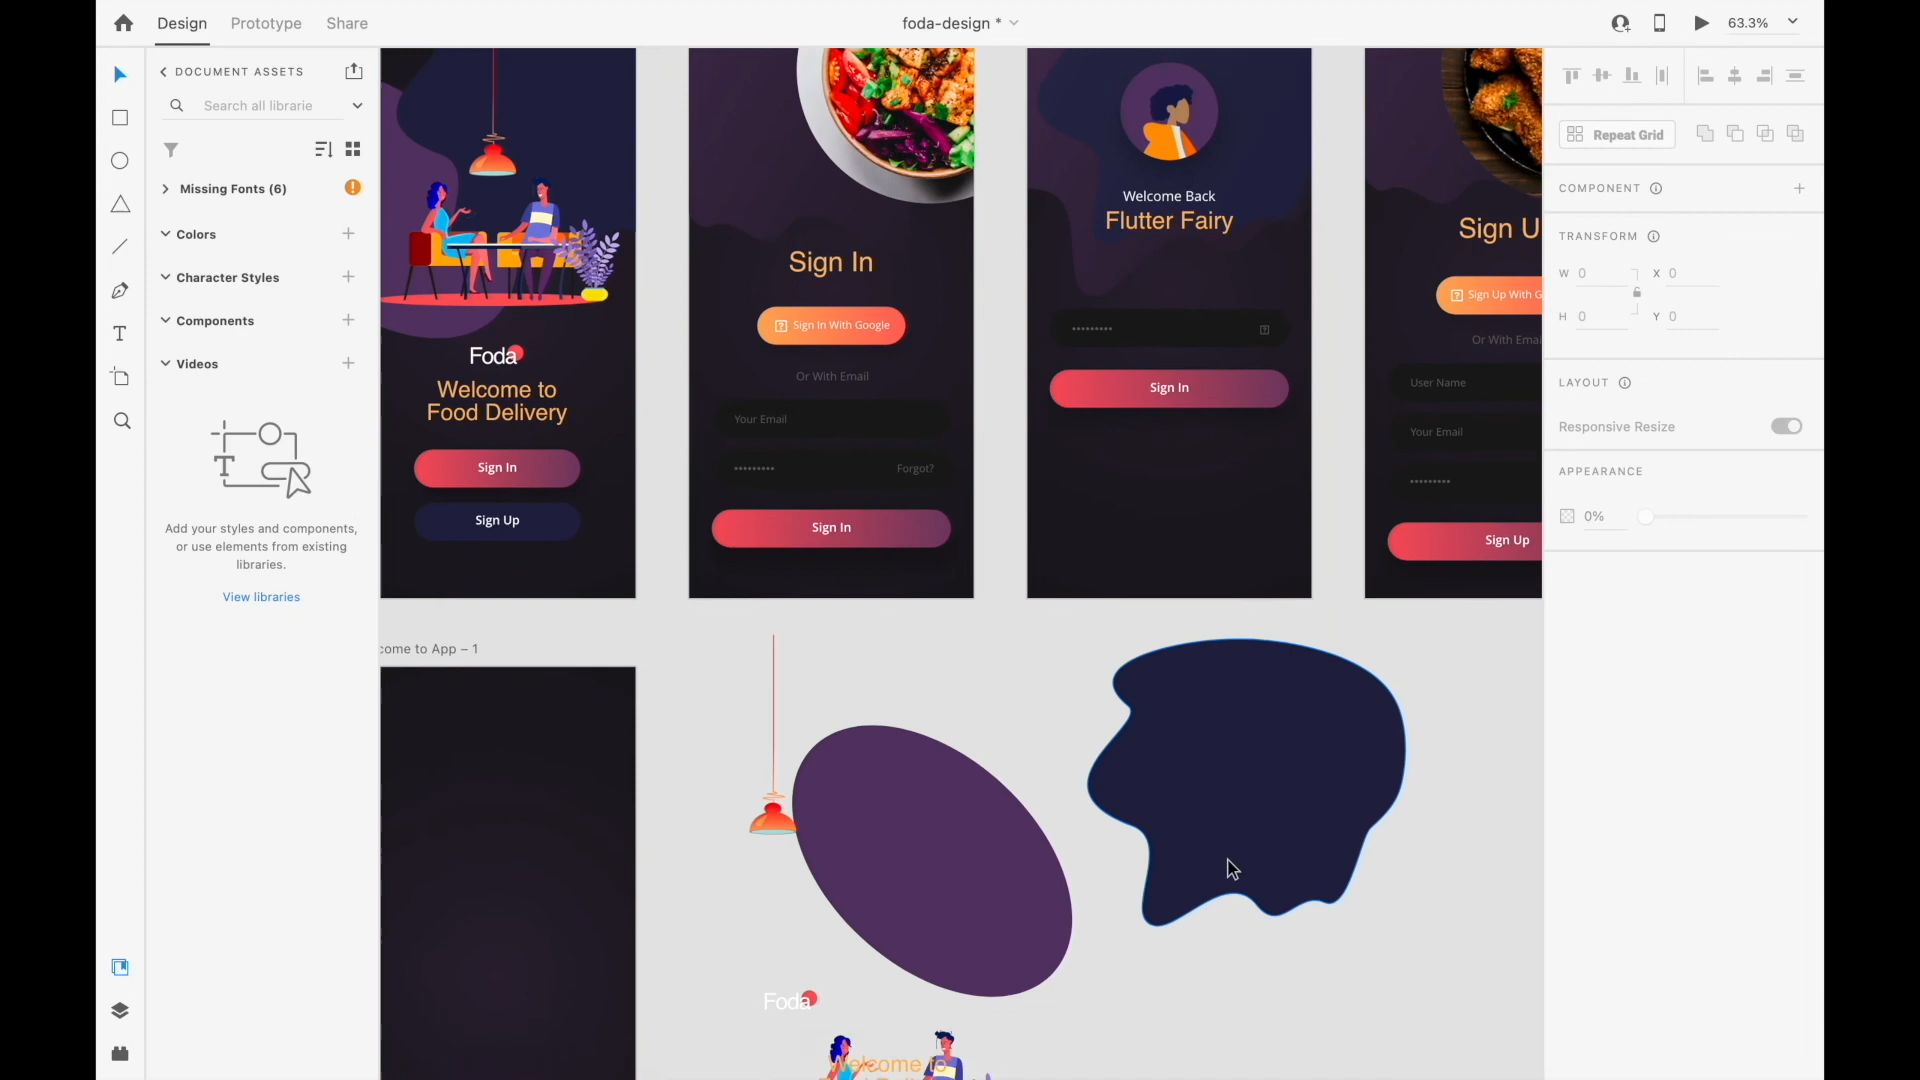 Design
Prototype
Share
foda-design *
63.3%
DOCUMENT ASSETS
Search all librarie
Missing Fonts (6)
Colors
Character Styles
Components
Videos
Add your styles and components,
or use elements from existing
libraries.
View libraries
Foda
Welcome to
Food Delivery
Sign In
Sign Up
Sign In
Sign In With Google
Or With Email
Your Email
Forgot?
Sign In
Welcome Back
Flutter Fairy
Sign In
Sign U
Sign Up With G
Or With Emai
User Name
Your Email
Sign Up
come to App – 1
Foda
Welcome to
Repeat Grid
COMPONENT
TRANSFORM
W 0 X 0
H 0 Y 0
LAYOUT
Responsive Resize
APPEARANCE
0%